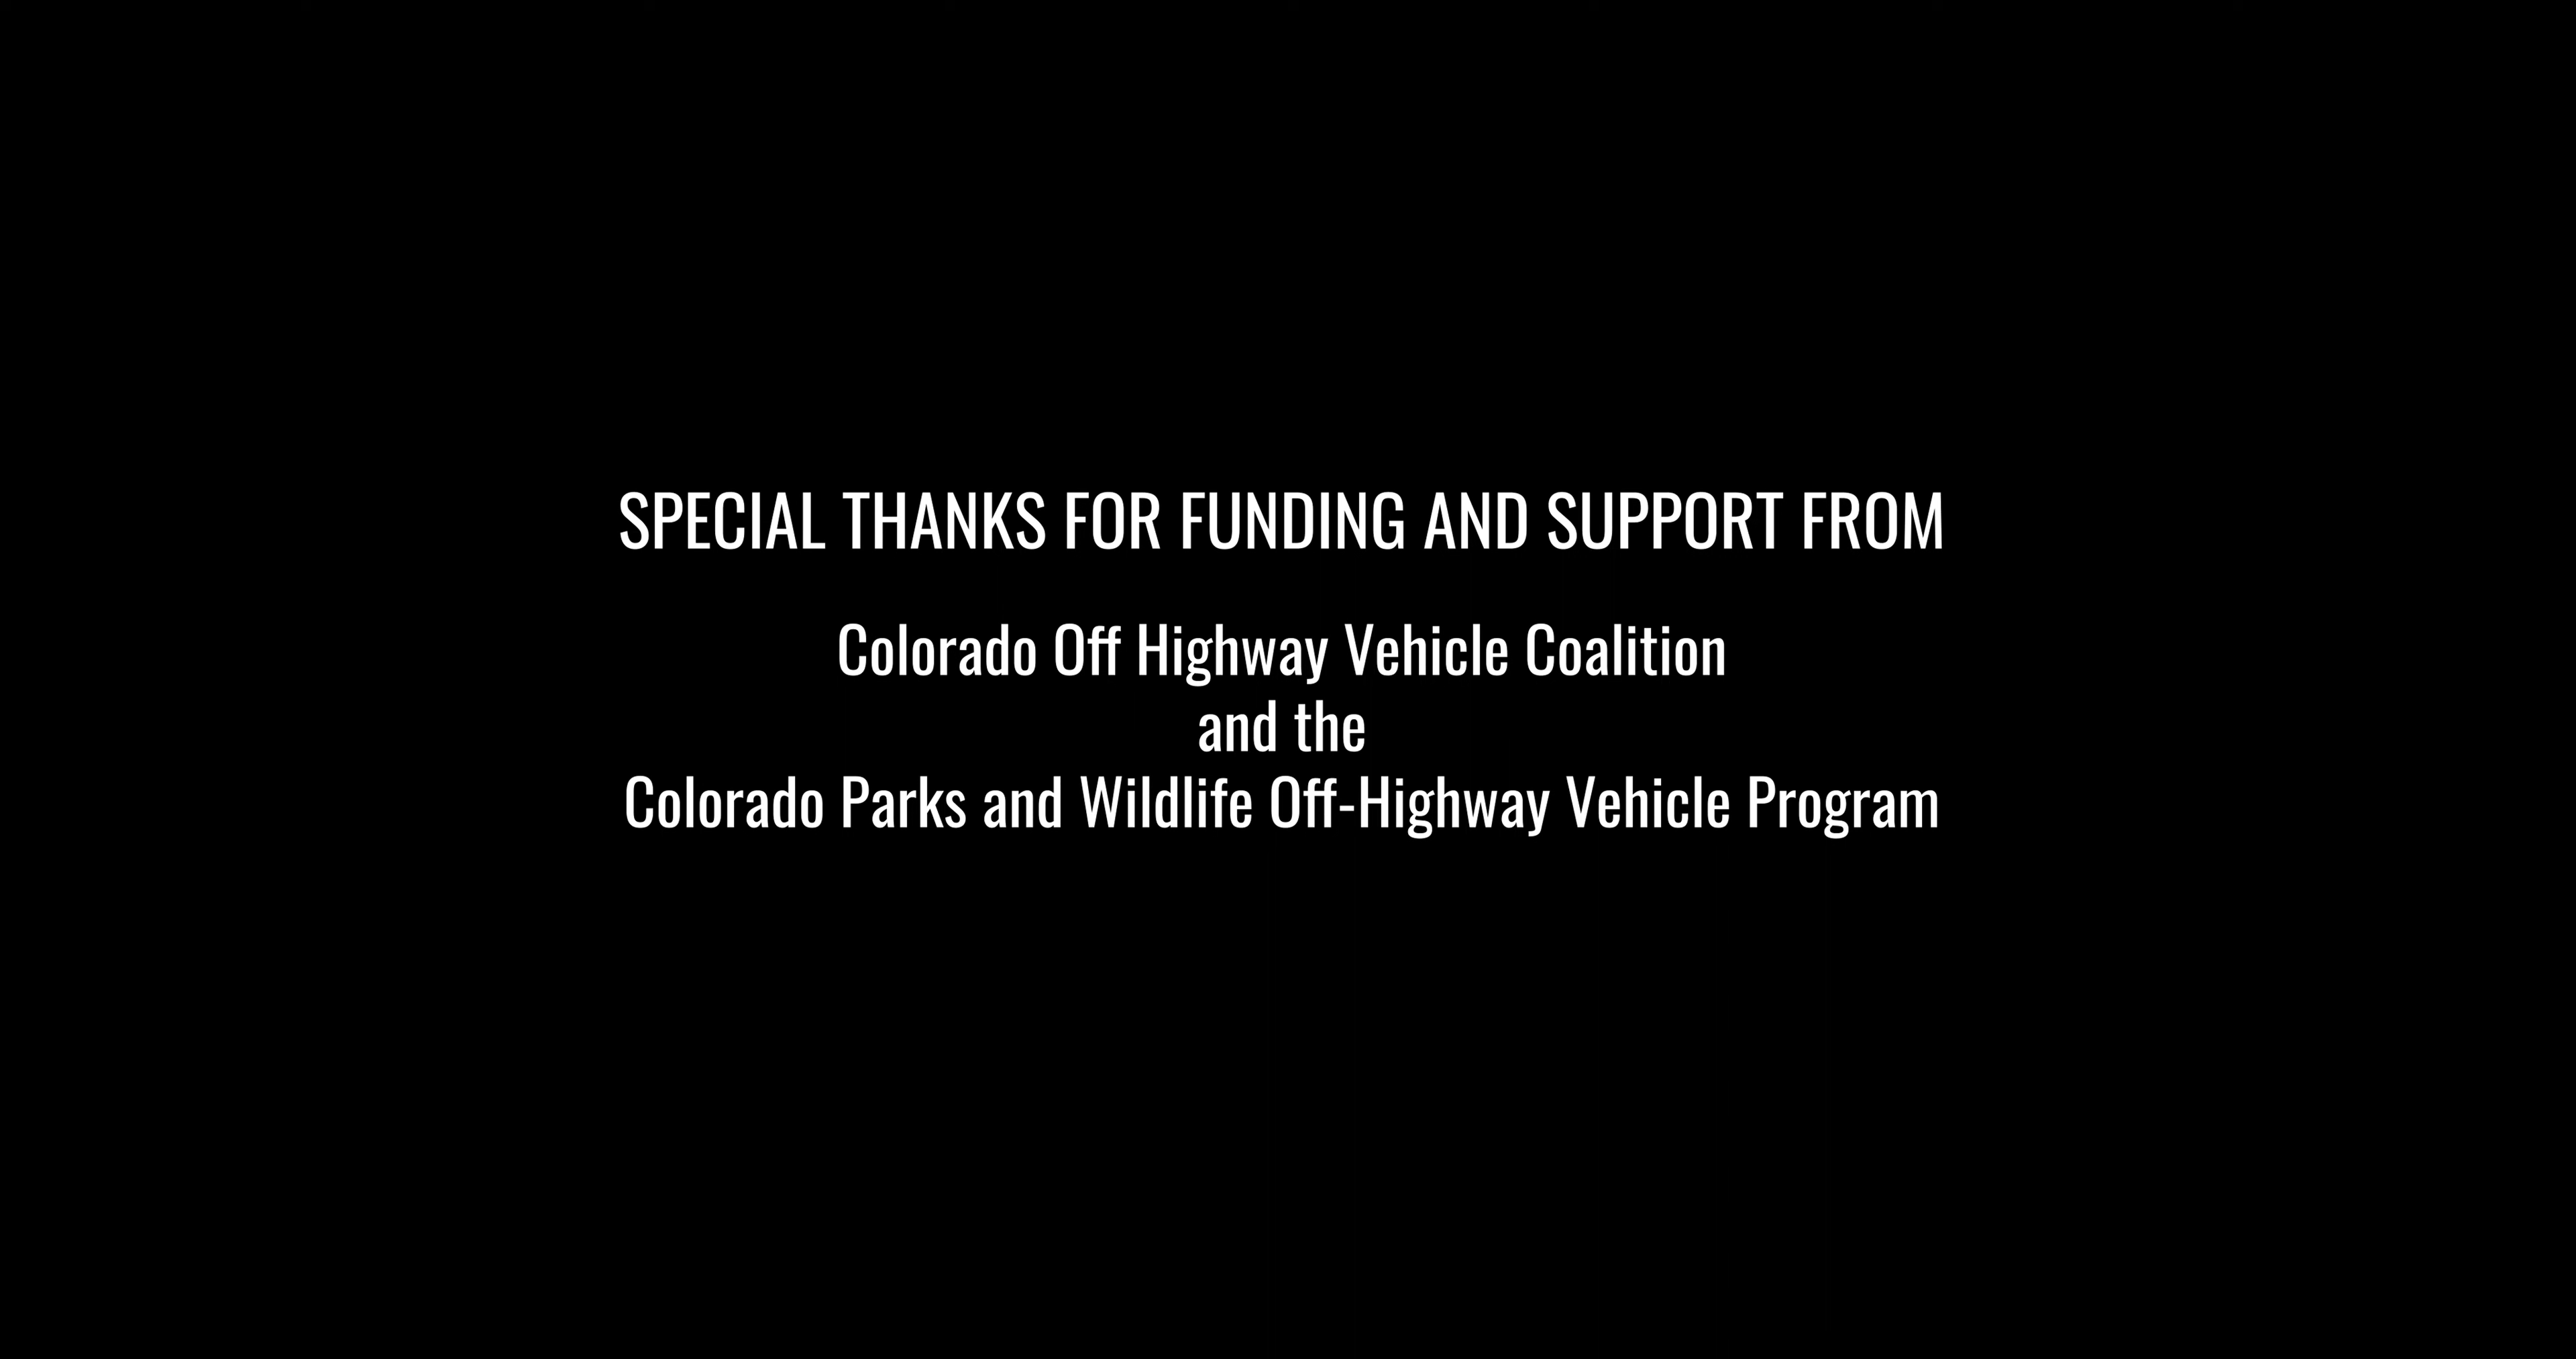 SPECIAL THANKS FOR FUNDING AND SUPPORT FROM
Colorado Off Highway Vehicle Coalition
and the
Colorado Parks and Wildlife Off-Highway Vehicle Program